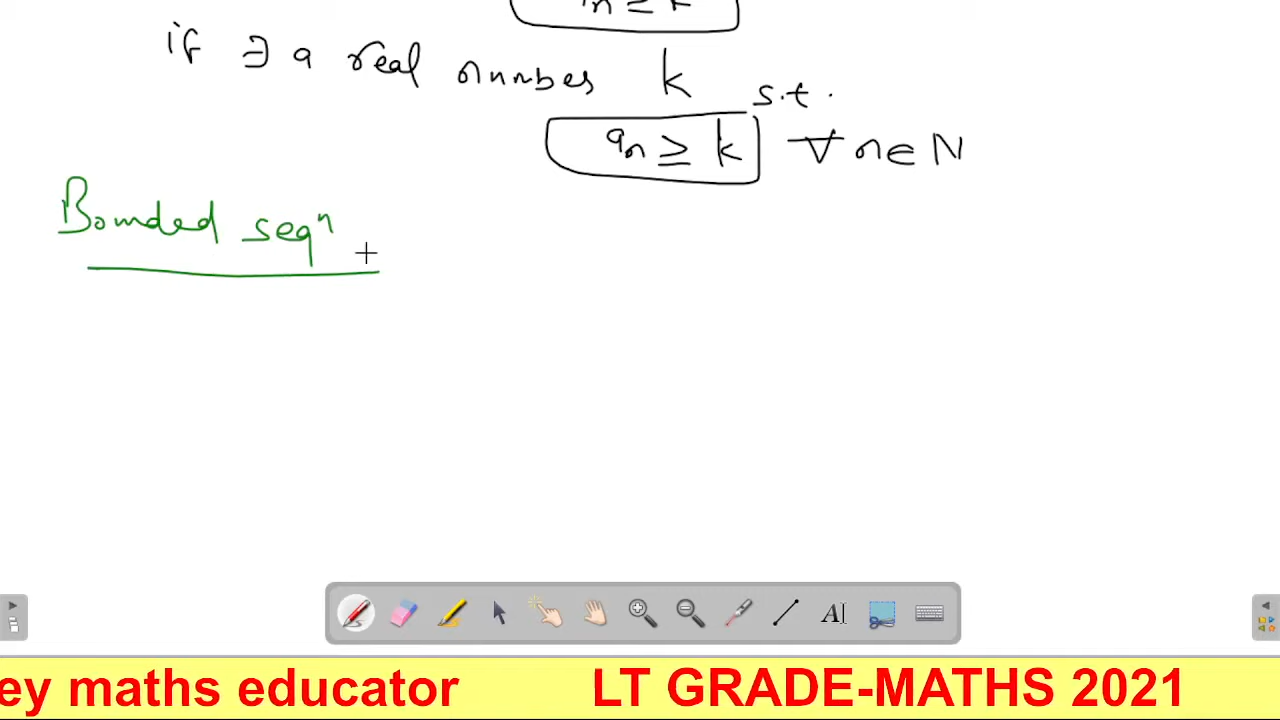 if ∃ a real number k s.t.
aₙ ≥ k ∀ n ∈ N
Bounded seqⁿ
ey maths educator LT GRADE-MATHS 2021